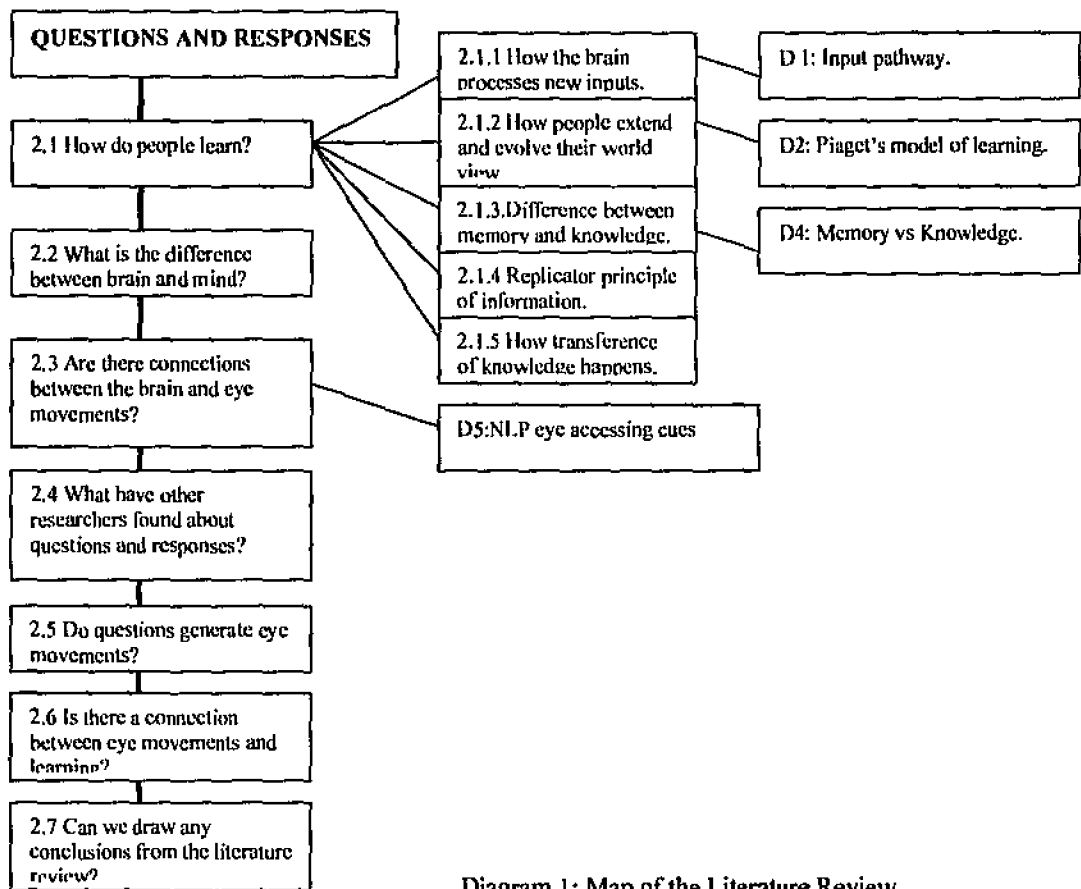 QUESTIONS AND RESPONSES
2.1 How do people learn?
2.2 What is the difference
between brain and mind?
2.3 Are there connections
between the brain and eye
movements?
2.4 What have other
researchers found about
questions and responses?
2.5 Do questions generate eye
movements?
2.6 Is there a connection
between eye movements and
learning?
2.7 Can we draw any
conclusions from the literature
review?
2.1.1 How the brain
processes new inputs.
2.1.2 How people extend
and evolve their world
view
2.1.3.Difference between
memory and knowledge.
2.1.4 Replicator principle
of information.
2.1.5 How transference
of knowledge happens.
D5:NLP eye accessing cues
D 1: Input pathway.
D2: Piaget's model of learning.
D4: Memory vs Knowledge.
Diagram 1: Map of the Literature Review